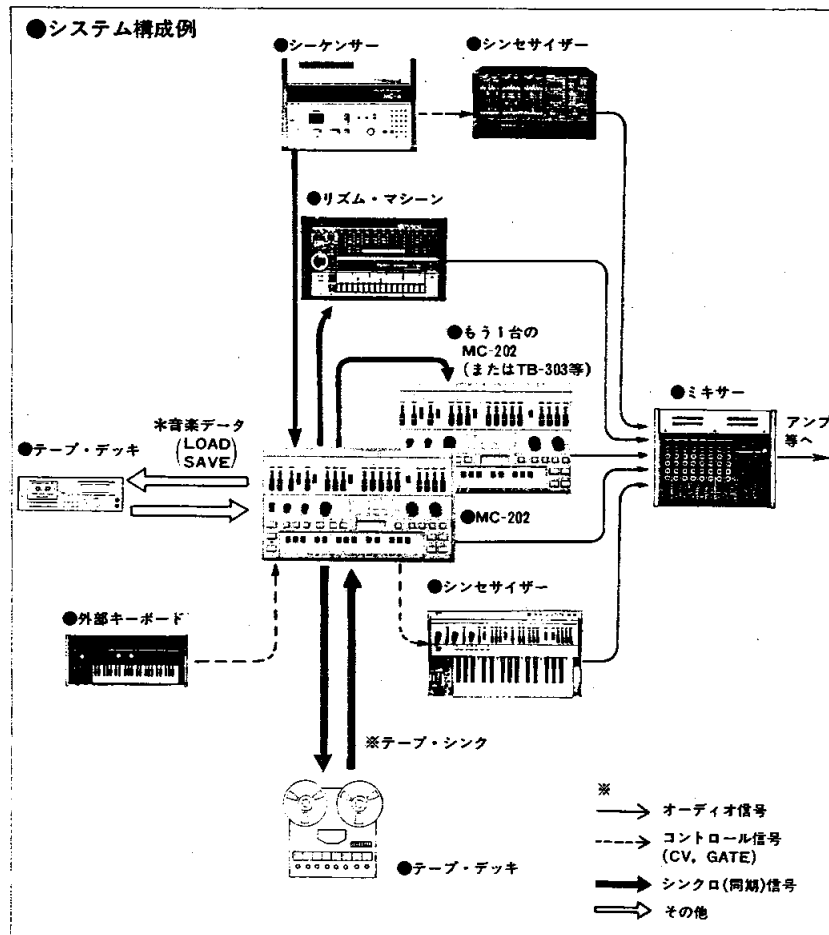 ●システム構成例
●シーケンサー
●シンセサイザー
●リズム・マシーン
●もう1台の
MC-202
(またはTB-303等)
●ミキサー
アンプ
等へ
*音楽データ
(LOAD
SAVE)
●テープ・デッキ
●MC-202
●外部キーボード
●シンセサイザー
※テープ・シンク
●テープ・デッキ
※
オーディオ信号
コントロール信号
(CV, GATE)
シンクロ(同期)信号
その他